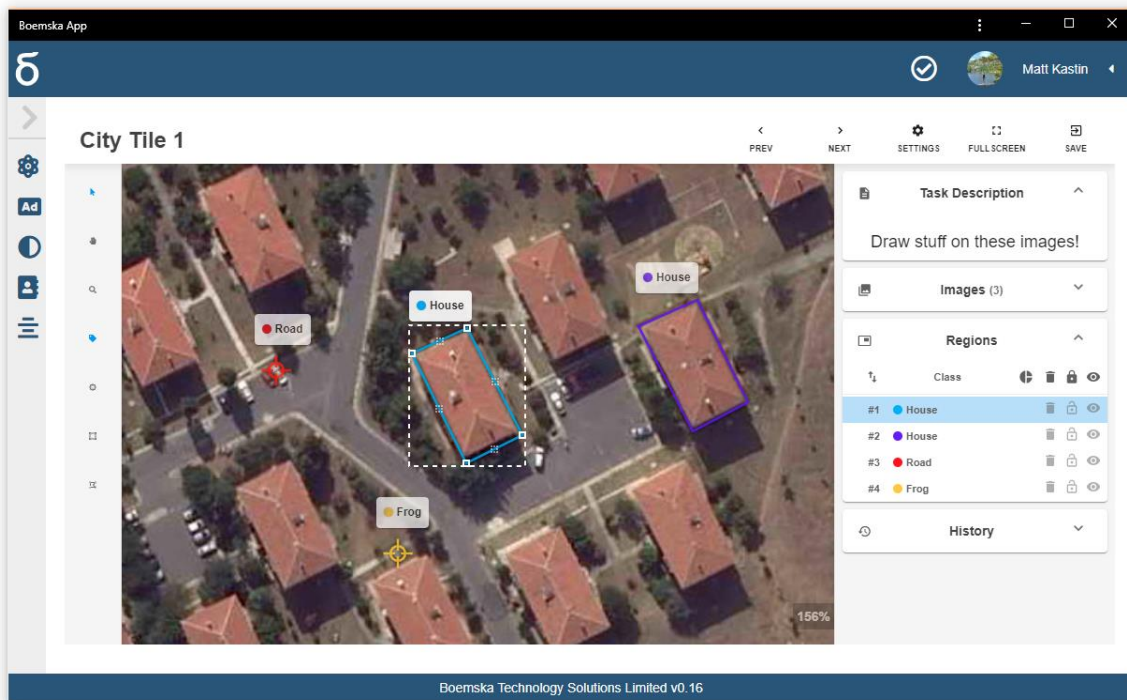 Boemska App
Matt Kastin
City Tile 1
PREV
NEXT
SETTINGS
FULL SCREEN
SAVE
Ad
Task Description
Draw stuff on these images!
Images (3)
Regions
Class
#1 House
#2 House
#3 Road
#4 Frog
History
House
House
Road
Frog
156%
Boemska Technology Solutions Limited v0.16